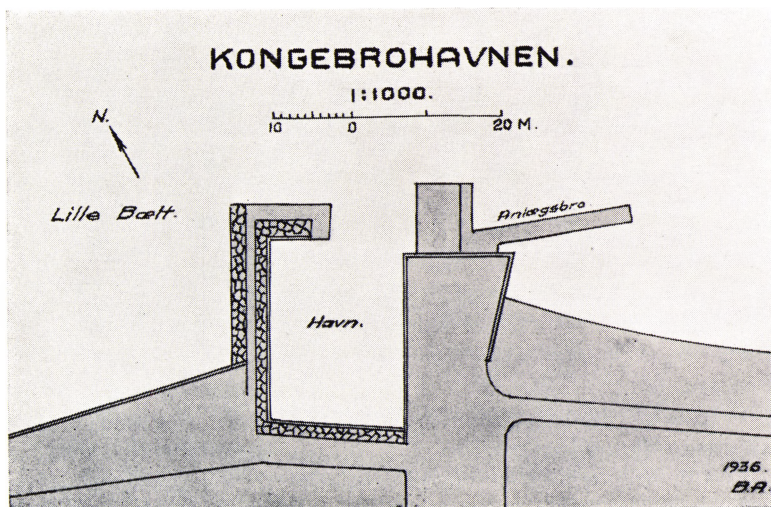 KONGEBROHAVNEN.
1:1000.
10 0 20 M.
N.
Lille Bælt.
Anlægsbro
Havn.
1936.
B.A.